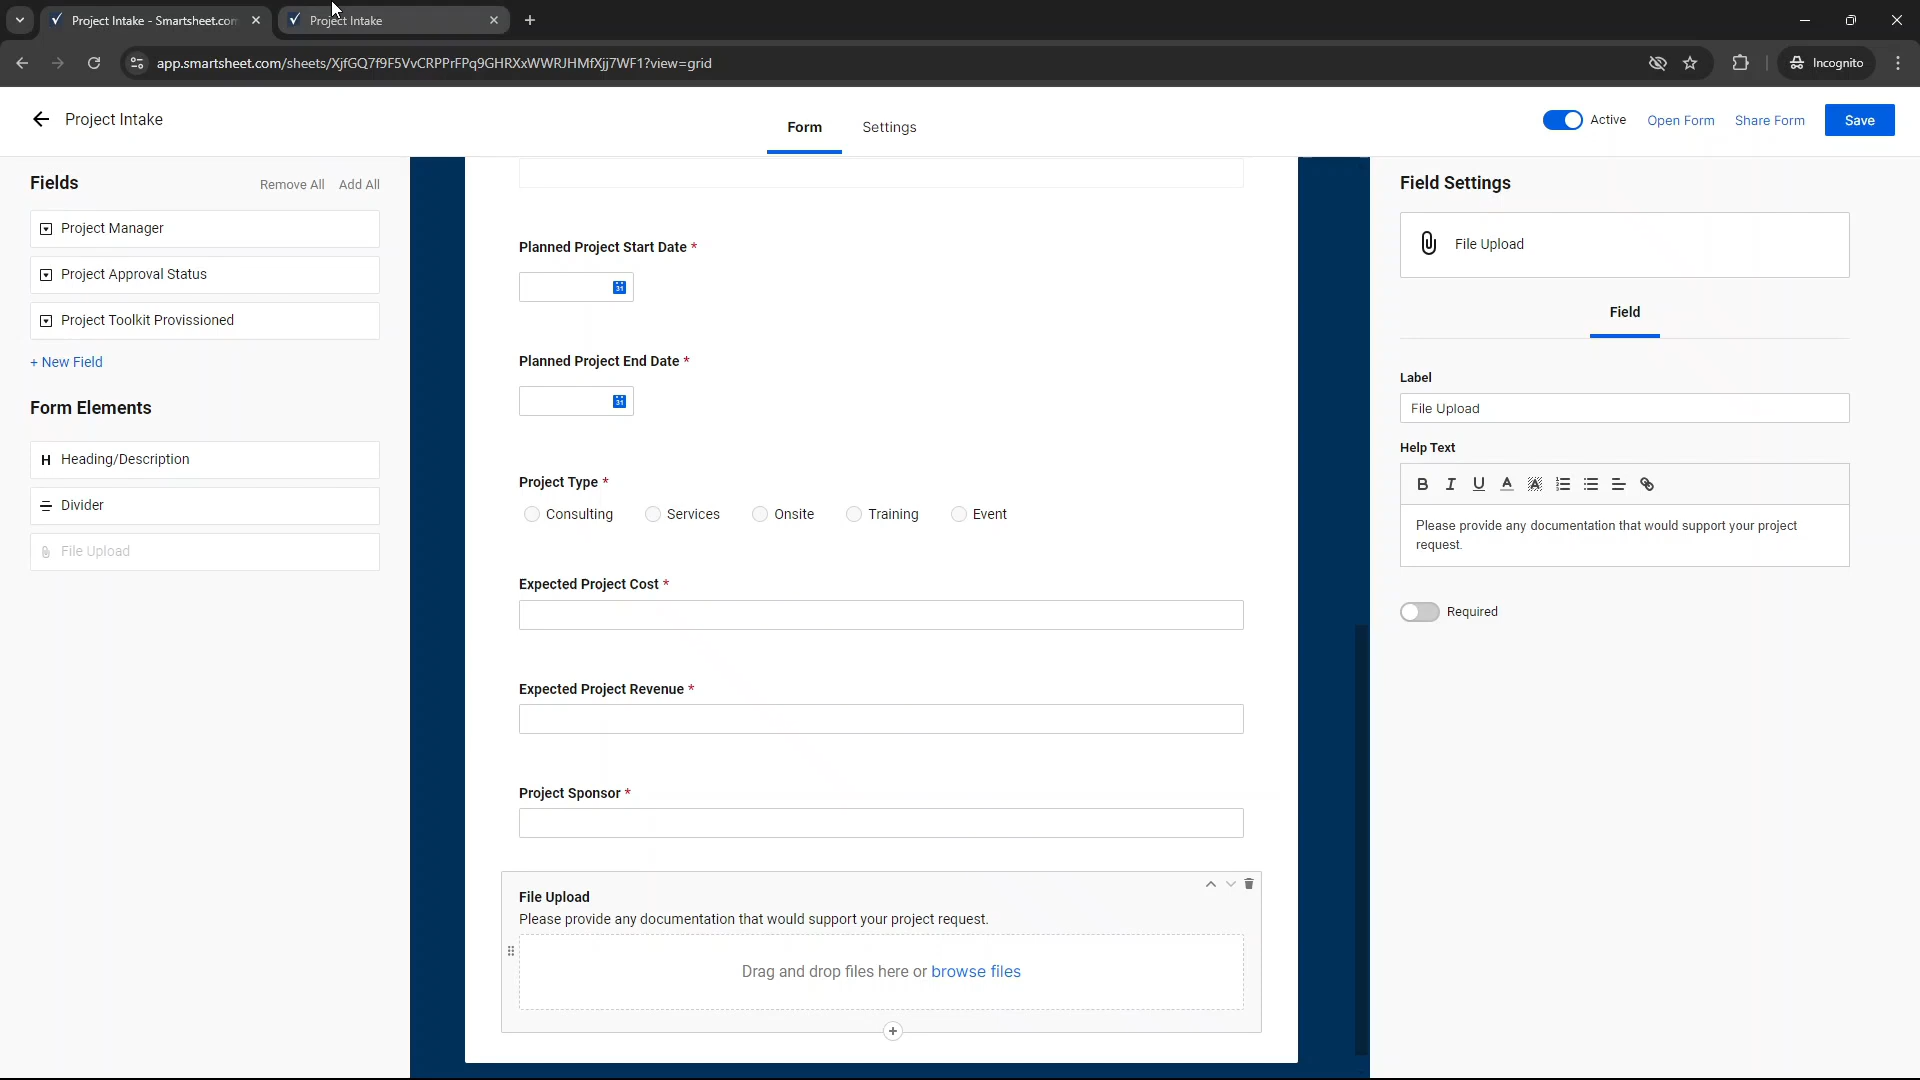 Project Intake - Smartsheet.com
Project Intake
app.smartsheet.com/sheets/XjfGQ7f9F5VvCRPPrFPq9GHRXxWWRJHMfXjj7WF1?view=grid
Incognito
Project Intake
Form
Settings
Active
Open Form
Share Form
Save
Fields
Remove All
Add All
Project Manager
Project Approval Status
Project Toolkit Provissioned
+ New Field
Form Elements
H Heading/Description
Divider
File Upload
Planned Project Start Date *
31
Planned Project End Date *
31
Project Type *
Consulting
Services
Onsite
Training
Event
Expected Project Cost *
Expected Project Revenue *
Project Sponsor *
File Upload
Please provide any documentation that would support your project request.
Drag and drop files here or browse files
Field Settings
File Upload
Field
Label
File Upload
Help Text
B I U A A
Please provide any documentation that would support your project
request.
Required